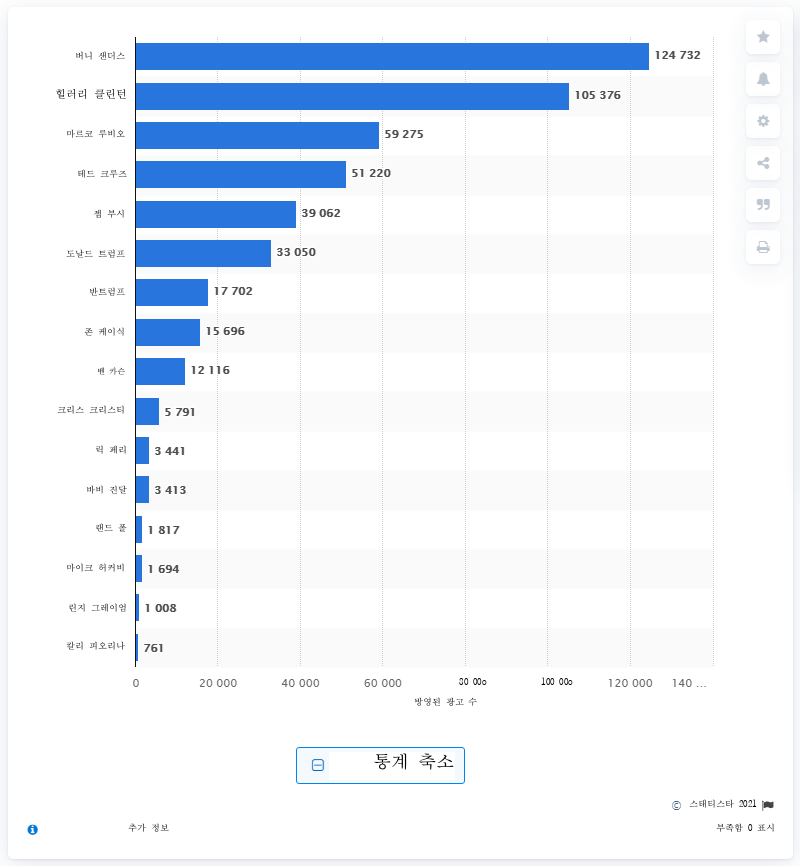 버니 샌더스 124 732
힐러리 클린턴 105 376
마르코 루비오 59 275
테드 크루즈 51 220
젭 부시 39 062
도날드 트럼프 33 050
반트럼프 17 702
존 케이식 15 696
벤 카슨 12 116
크리스 크리스티 5 791
릭 페리 3 441
바비 진달 3 413
랜드 폴 1 817
마이크 허커비 1 694
린지 그레이엄 1 008
칼리 피오리나 761
0 20 000 40 000 60 000 80 000 100 000 120 000 140 ...
방영된 광고 수
통계 축소
© 스태티스타 2021
추가 정보 부족함 0 표시